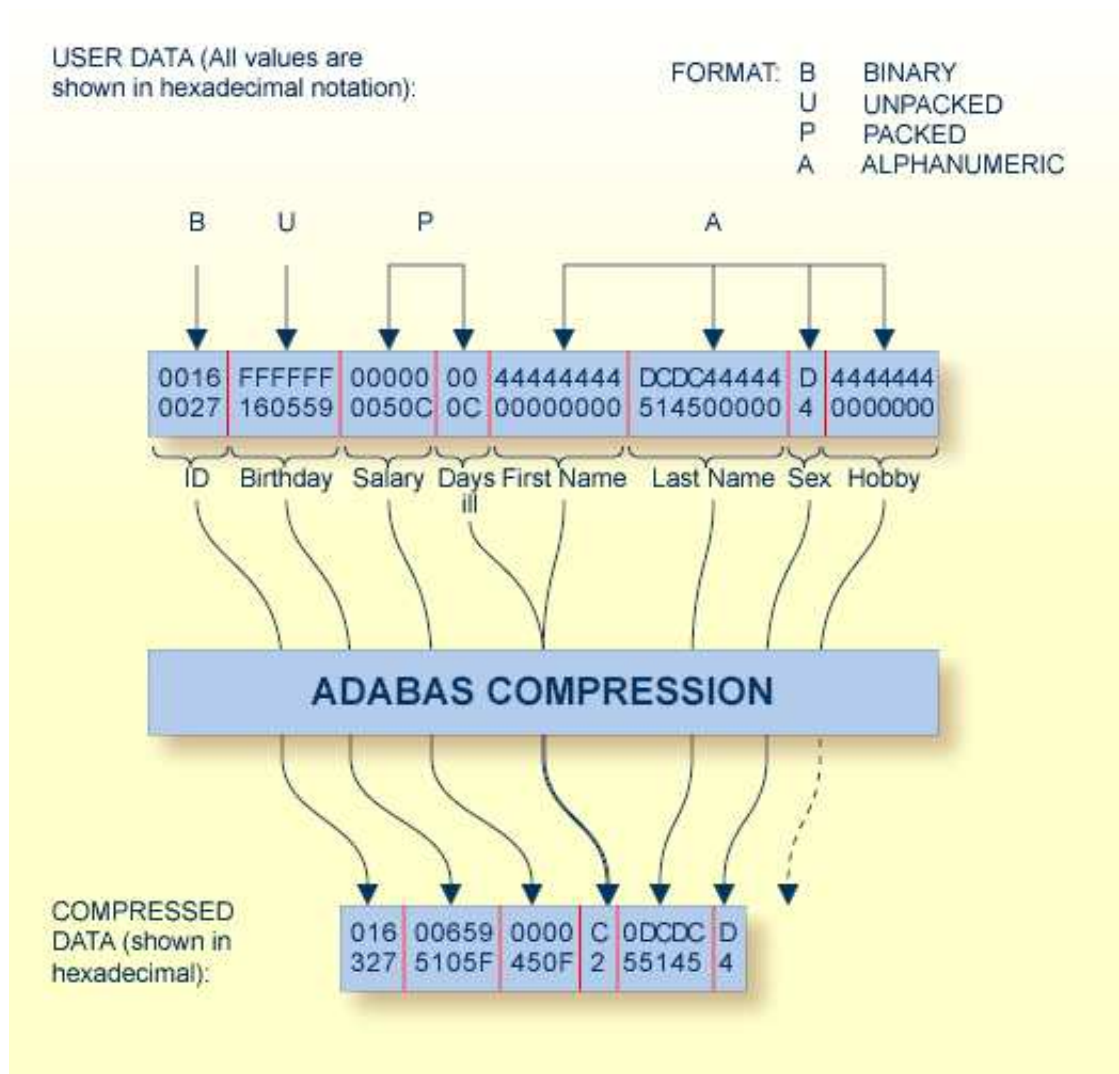 USER DATA (All values are
shown in hexadecimal notation):
FORMAT: B BINARY
U UNPACKED
P PACKED
A ALPHANUMERIC
B U P A
0016 FFFFFF 00000 00 44444444 DCDC44444 D 4444444
0027 160559 0050C 0C 00000000 514500000 4 0000000
ID Birthday Salary Days First Name Last Name Sex Hobby
ill
ADABAS COMPRESSION
COMPRESSED
DATA (shown in
hexadecimal):
016 00659 0000 C 0DCDC D
327 5105F 450F 2 55145 4